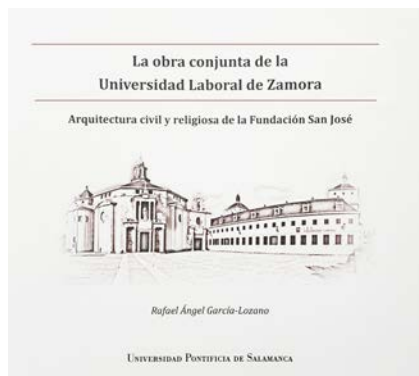 La obra conjunta de la
Universidad Laboral de Zamora
Arquitectura civil y religiosa de la Fundación San José
Rafael Ángel García-Lozano
UNIVERSIDAD PONTIFICIA DE SALAMANCA